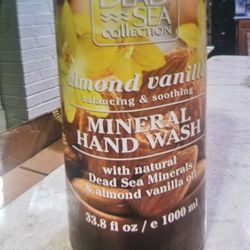 DEAD
SEA
COLLECTION
almond vanilla
balancing & soothing
MINERAL
HAND WASH
with natural
Dead Sea Minerals
& almond vanilla oil
33.8 fl oz / e 1000 ml